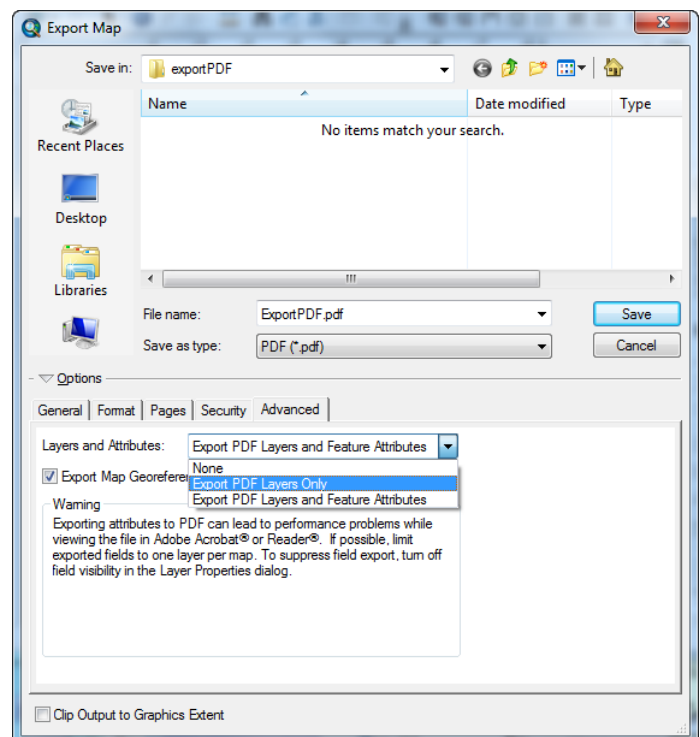 Export Map
Save in: exportPDF
Name Date modified Type
No items match your search.
Recent Places
Desktop
Libraries
File name: ExportPDF.pdf Save
Save as type: PDF (*.pdf) Cancel
Options
General Format Pages Security Advanced
Layers and Attributes: Export PDF Layers and Feature Attributes
None
Export Map Georefere Export PDF Layers Only
Export PDF Layers and Feature Attributes
Warning
Exporting attributes to PDF can lead to performance problems while
viewing the file in Adobe Acrobat® or Reader®. If possible, limit
exported fields to one layer per map. To suppress field export, turn off
field visibility in the Layer Properties dialog.
Clip Output to Graphics Extent